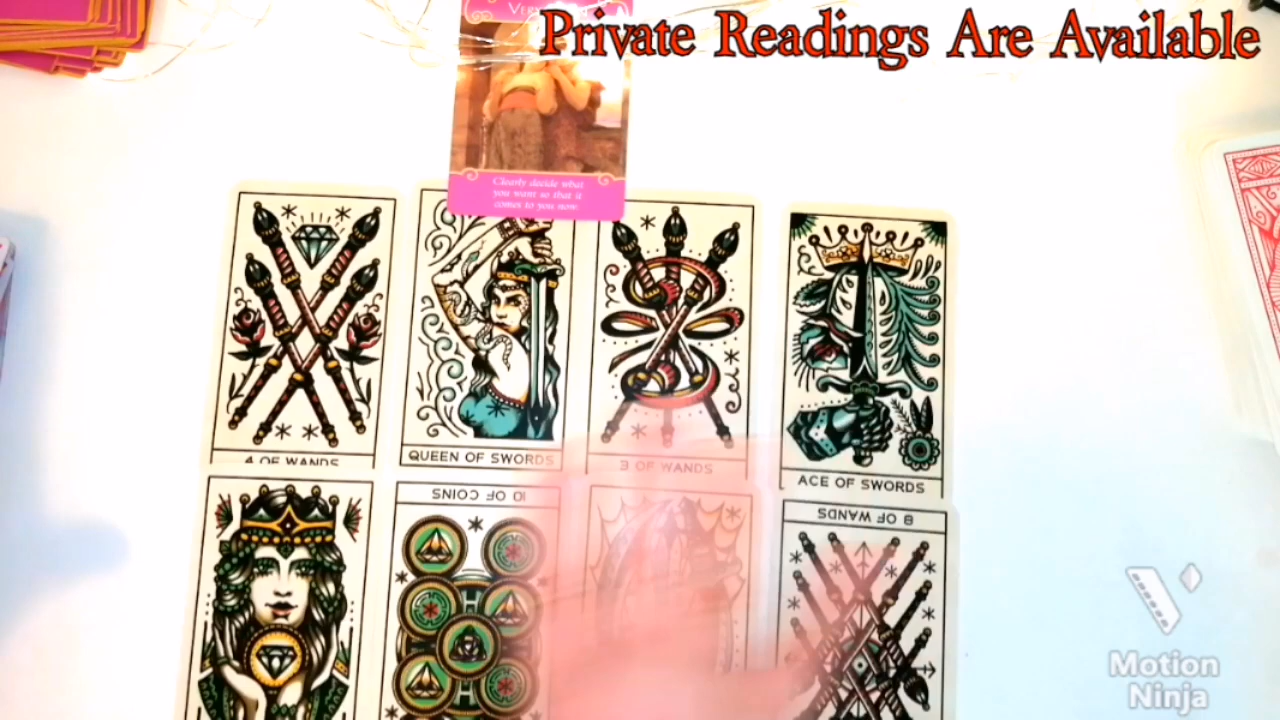 Private Readings Are Available
Clearly decide what
you want so that it
comes to you now.
4 OF WANDS
QUEEN OF SWORDS
3 OF WANDS
ACE OF SWORDS
10 OF COINS
8 OF WANDS
Motion
Ninja